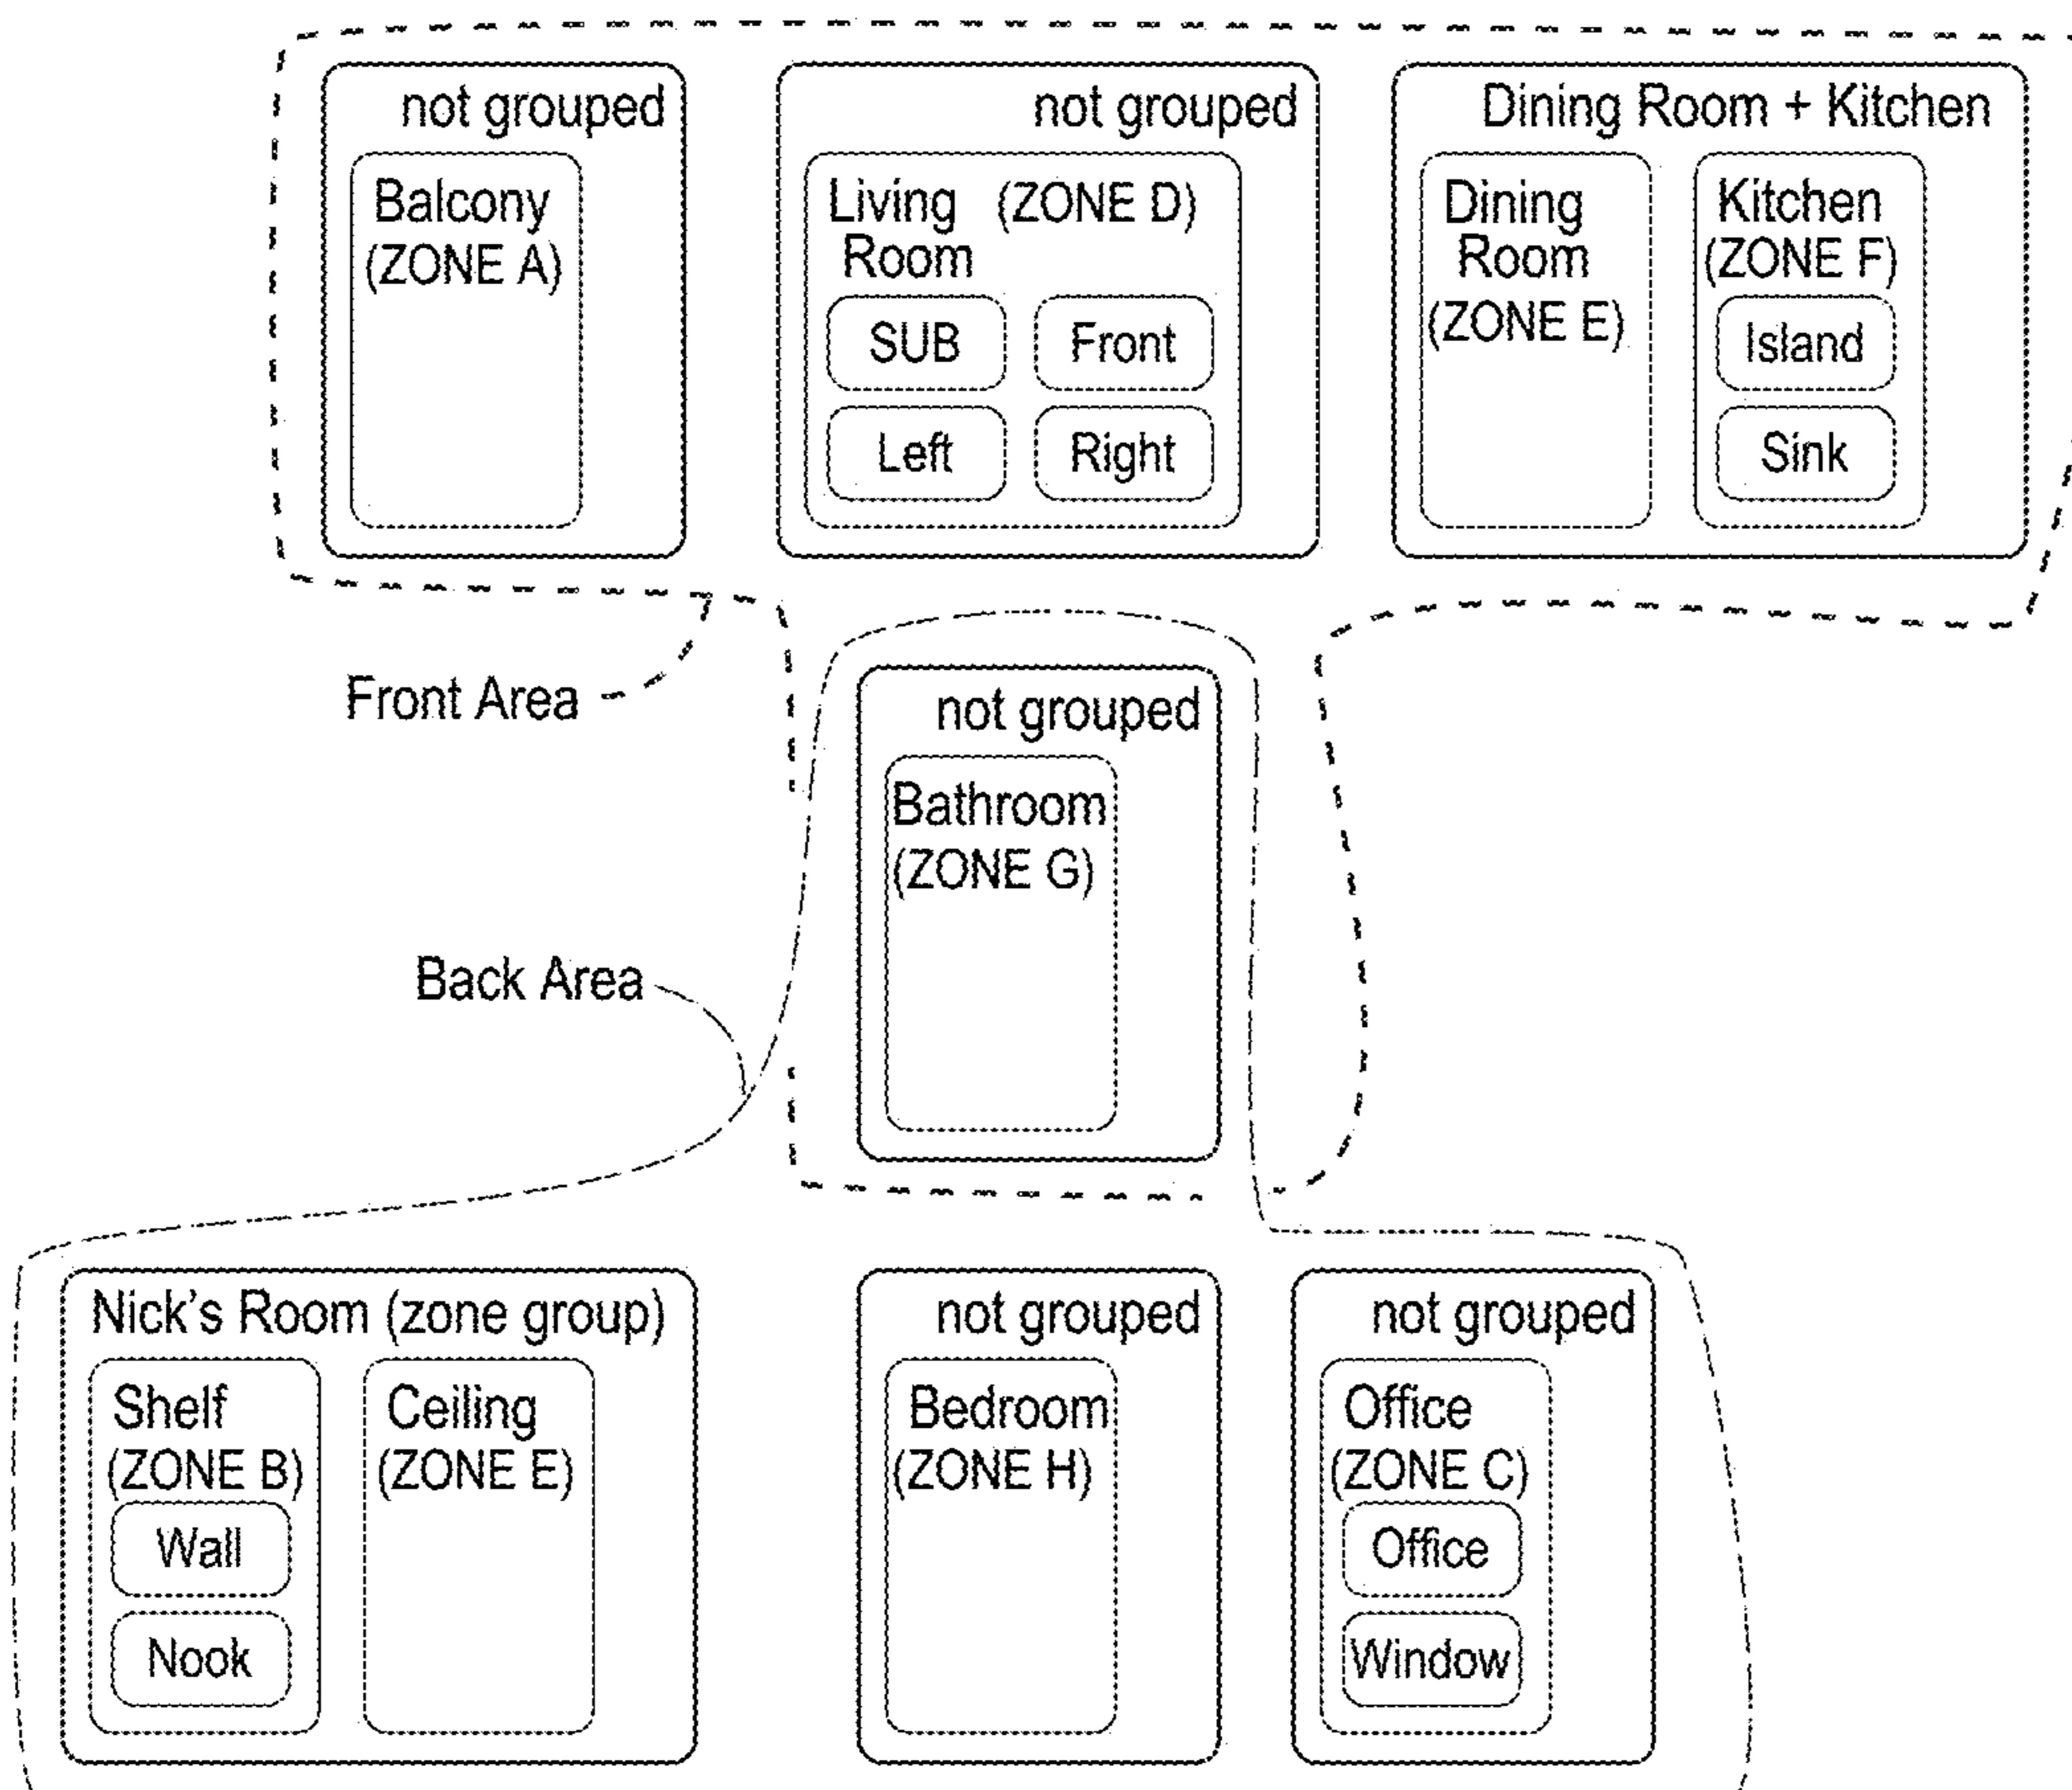 not grouped
Balcony
(ZONE A)
not grouped
Living (ZONE D)
Room
SUB
Front
Left
Right
Dining Room + Kitchen
Dining
Room
(ZONE E)
Kitchen
(ZONE F)
Island
Sink
Front Area
not grouped
Bathroom
(ZONE G)
Back Area
Nick's Room (zone group)
Shelf
(ZONE B)
Wall
Nook
Ceiling
(ZONE E)
not grouped
Bedroom
(ZONE H)
not grouped
Office
(ZONE C)
Office
Window